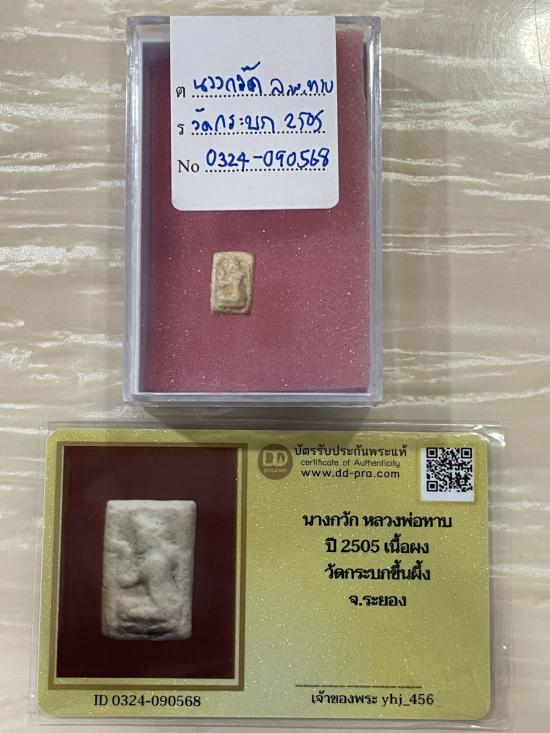 ต นางกวัก ลพ.ทาบ
ร วัดกระบก 2505
No 0324-090568
DD
pra.com
บัตรรับประกันพระแท้
certificate of Authenticity
www.dd-pra.com
นางกวัก หลวงพ่อทาบ
ปี 2505 เนื้อผง
วัดกระบกขึ้นผึ้ง
จ.ระยอง
ID 0324-090568
เจ้าของพระ yhj_456